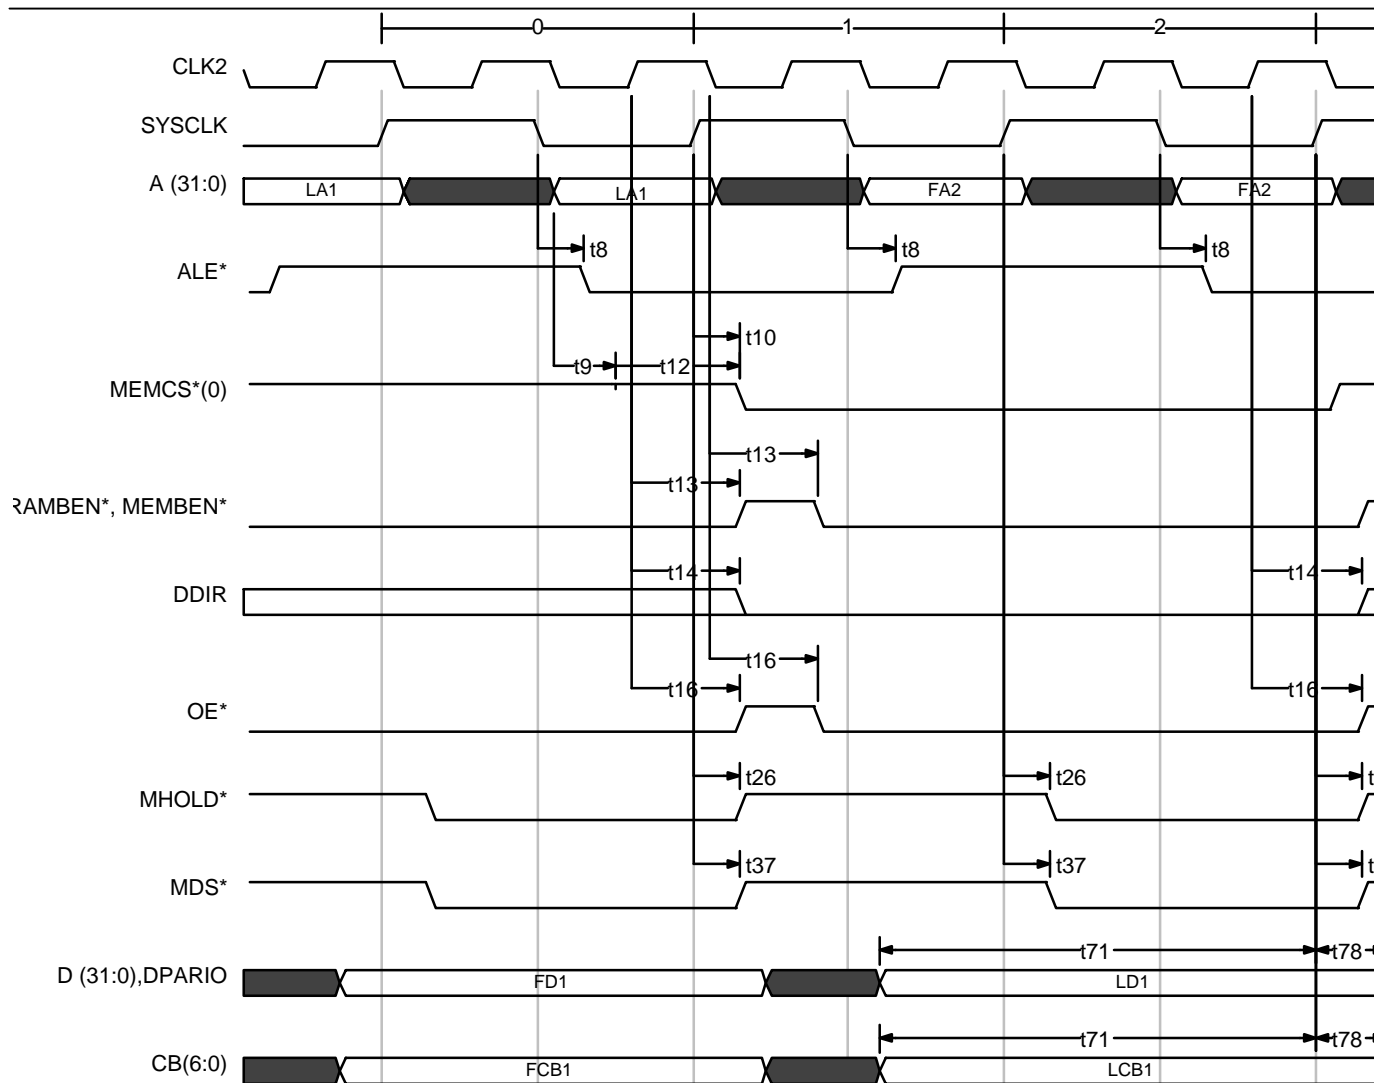 0 1 2
CLK2
SYSCLK
A (31:0) LA1 LA1 FA2 FA2
t8 t8 t8
ALE*
t10
t9 t12
MEMCS*(0)
t13
t13
RAMBEN*, MEMBEN*
t14 t14
DDIR
t16
t16 t16
OE*
t26 t26 t
MHOLD*
t37 t37 t
MDS*
t71 t78
D (31:0),DPARIO FD1 LD1
t71 t78
CB(6:0) FCB1 LCB1